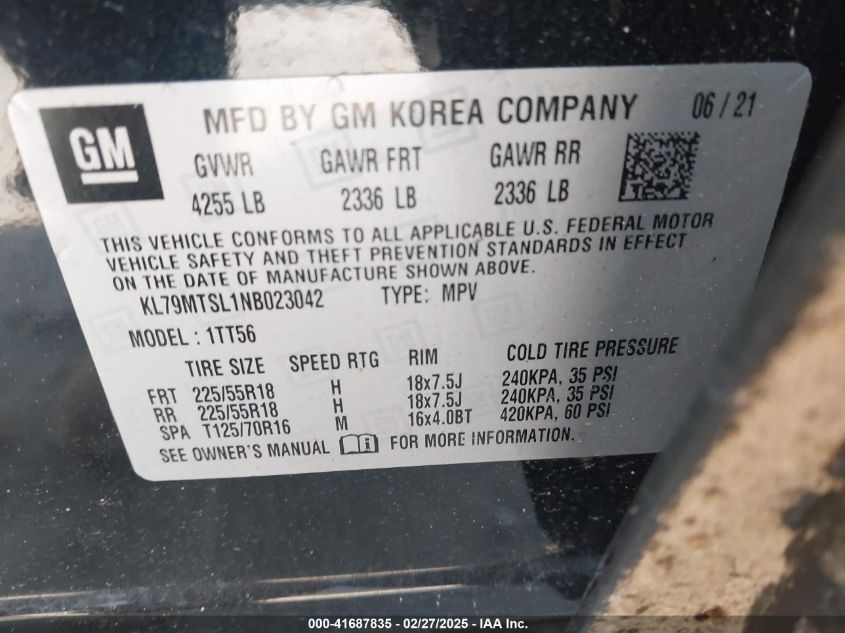 GM
MFD BY GM KOREA COMPANY 06/21
GVWR GAWR FRT GAWR RR
4255 LB 2336 LB 2336 LB
THIS VEHICLE CONFORMS TO ALL APPLICABLE U.S. FEDERAL MOTOR
VEHICLE SAFETY AND THEFT PREVENTION STANDARDS IN EFFECT
ON THE DATE OF MANUFACTURE SHOWN ABOVE.
KL79MTSL1NB023042 TYPE: MPV
MODEL : 1TT56
TIRE SIZE SPEED RTG RIM COLD TIRE PRESSURE
FRT 225/55R18 H 18x7.5J 240KPA, 35 PSI
RR 225/55R18 H 18x7.5J 240KPA, 35 PSI
SPA T125/70R16 M 16x4.0BT 420KPA, 60 PSI
SEE OWNER'S MANUAL FOR MORE INFORMATION.
000-41687835 - 02/27/2025 - IAA Inc.